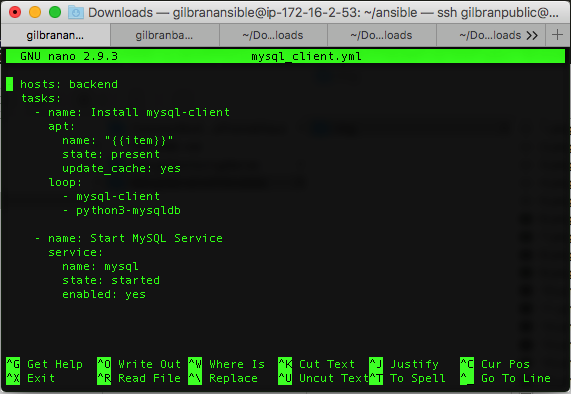 Downloads — gilbranansible@ip-172-16-2-53: ~/ansible — ssh gilbranpublic@...
gilbranan... gilbranba... ~/Do...loads ~/Do...loads ~/Do...loads >> +
GNU nano 2.9.3 mysql_client.yml
hosts: backend
tasks:
- name: Install mysql-client
apt:
name: "{{item}}"
state: present
update_cache: yes
loop:
- mysql-client
- python3-mysqldb
- name: Start MySQL Service
service:
name: mysql
state: started
enabled: yes
^G Get Help ^O Write Out ^W Where Is ^K Cut Text ^J Justify ^C Cur Pos
^X Exit ^R Read File ^\ Replace ^U Uncut Text ^T To Spell ^_ Go To Line